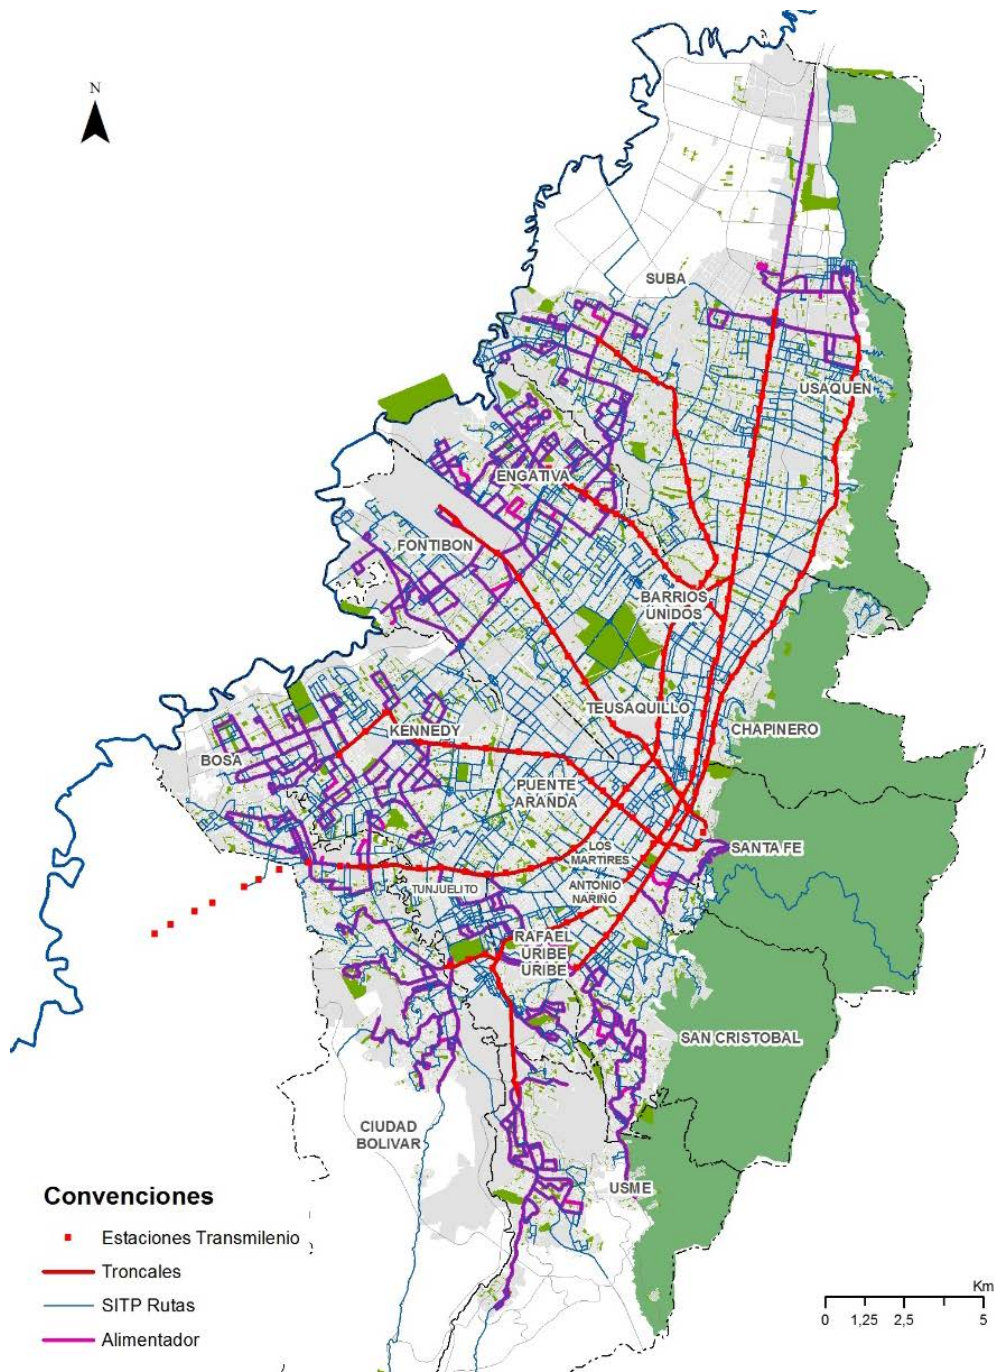 N
SUBA
USAQUEN
ENGATIVA
FONTIBON
BARRIOS
UNIDOS
TEUSAQUILLO
CHAPINERO
KENNEDY
BOSA
PUENTE
ARANDA
SANTA FE
LOS
MARTIRES
TUNJUELITO
ANTONIO
NARIÑO
RAFAEL
URIBE
URIBE
SAN CRISTOBAL
CIUDAD
BOLIVAR
USME
Convenciones
Estaciones Transmilenio
Troncales
SITP Rutas
Alimentador
Km
0 1,25 2,5 5